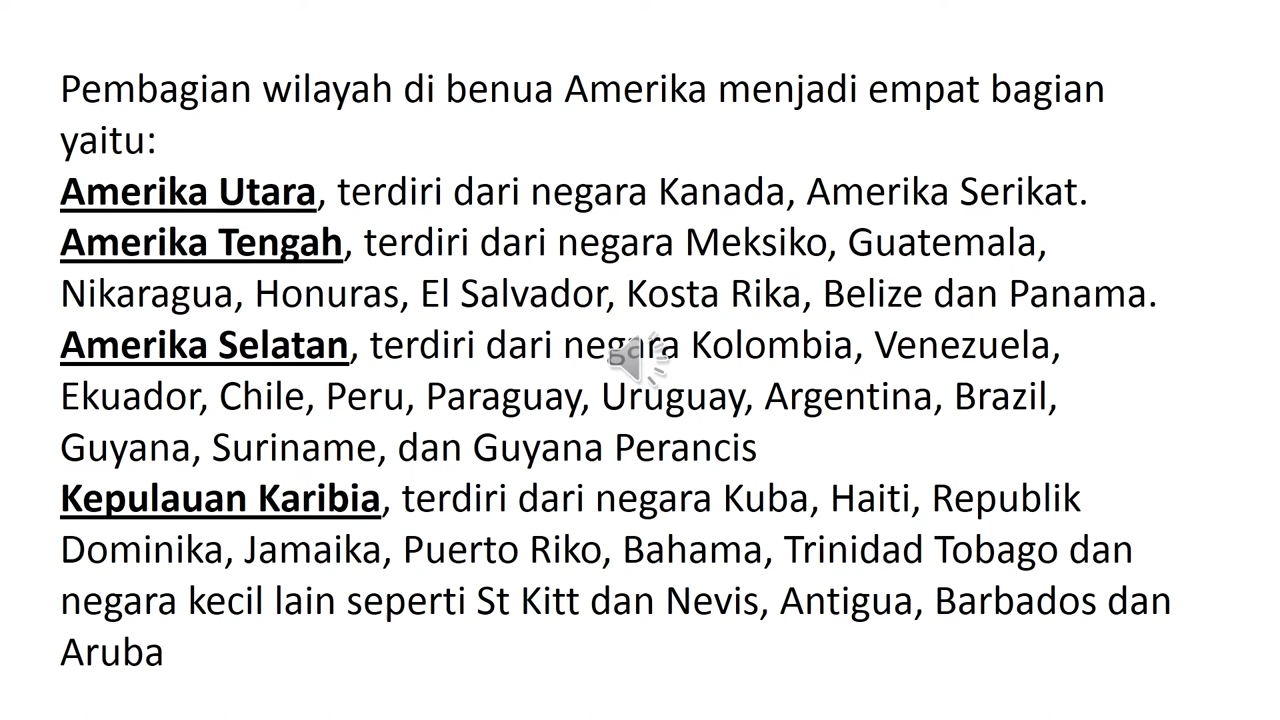 Pembagian wilayah di benua Amerika menjadi empat bagian
yaitu:
Amerika Utara, terdiri dari negara Kanada, Amerika Serikat.
Amerika Tengah, terdiri dari negara Meksiko, Guatemala,
Nikaragua, Honuras, El Salvador, Kosta Rika, Belize dan Panama.
Amerika Selatan, terdiri dari negara Kolombia, Venezuela,
Ekuador, Chile, Peru, Paraguay, Uruguay, Argentina, Brazil,
Guyana, Suriname, dan Guyana Perancis
Kepulauan Karibia, terdiri dari negara Kuba, Haiti, Republik
Dominika, Jamaika, Puerto Riko, Bahama, Trinidad Tobago dan
negara kecil lain seperti St Kitt dan Nevis, Antigua, Barbados dan
Aruba